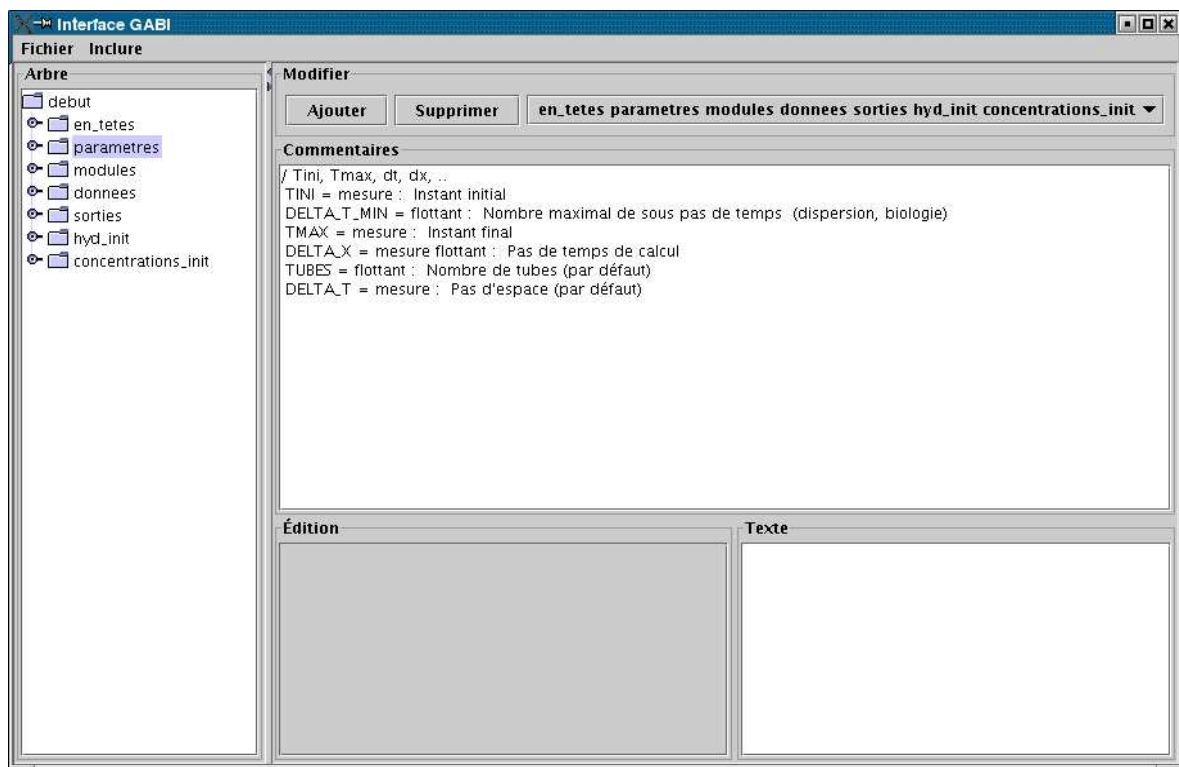 Interface GABI
Fichier Inclure
Arbre
debut
en_tetes
parametres
modules
donnees
sorties
hyd_init
concentrations_init
Modifier
Ajouter Supprimer en_tetes parametres modules donnees sorties hyd_init concentrations_init
Commentaires
/ Tini, Tmax, dt, dx, ..
TINI = mesure : Instant initial
DELTA_T_MIN = flottant : Nombre maximal de sous pas de temps (dispersion, biologie)
TMAX = mesure : Instant final
DELTA_X = mesure flottant : Pas de temps de calcul
TUBES = flottant : Nombre de tubes (par défaut)
DELTA_T = mesure : Pas d'espace (par défaut)
Édition
Texte